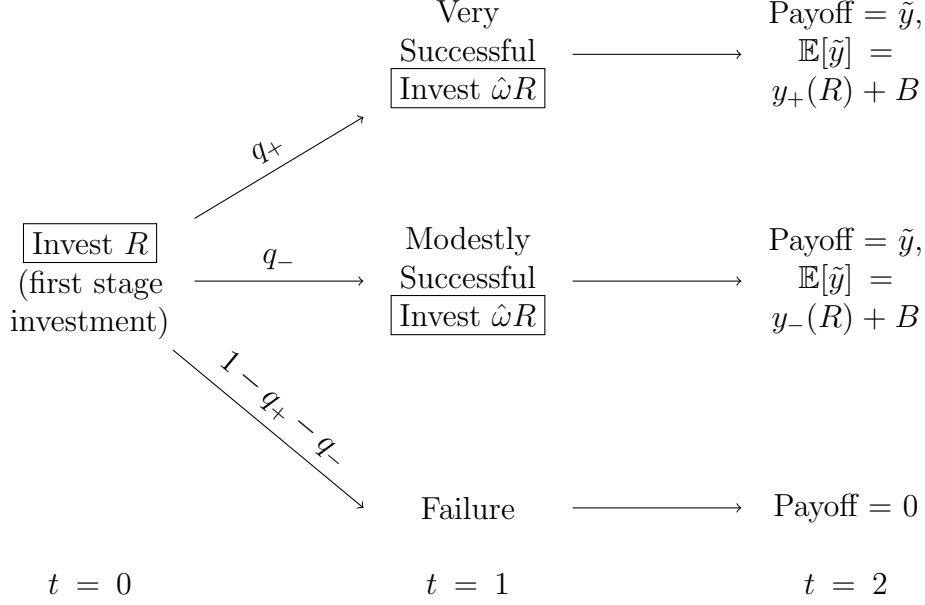 Very
Successful
Invest ω̂R
Payoff = ỹ,
𝔼[ỹ] =
y₊(R) + B
q₊
Invest R
(first stage
investment)
q₋
Modestly
Successful
Invest ω̂R
Payoff = ỹ,
𝔼[ỹ] =
y₋(R) + B
1 − q₊ − q₋
Failure
Payoff = 0
t = 0
t = 1
t = 2